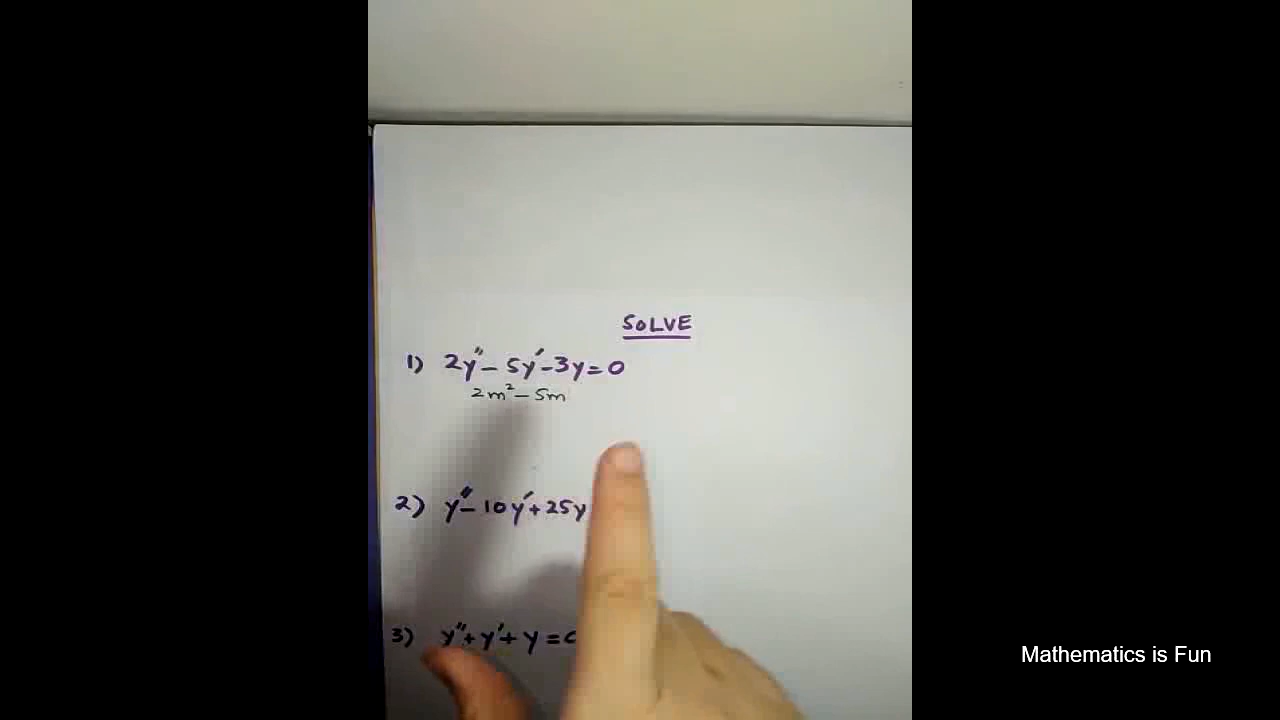 SOLVE
1) 2y″ - 5y′ - 3y = 0
2m² - 5m
2) y″ - 10y′ + 25y
3) y″ + y′ + y =
Mathematics is Fun